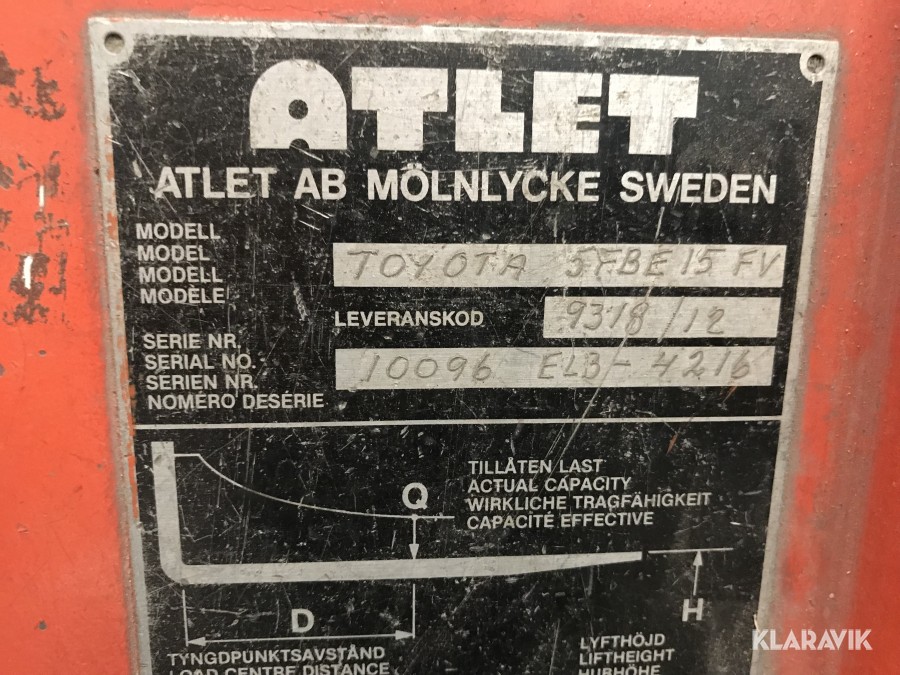 ATLET
ATLET AB MÖLNLYCKE SWEDEN
MODELL
MODEL
MODELL
MODÈLE
TOYOTA 5FBE15 FV
LEVERANSKOD 9318/12
SERIE NR.
SERIAL NO.
SERIEN NR.
NOMÉRO DESÉRIE
10096 ELB-4216
Q
TILLÅTEN LAST
ACTUAL CAPACITY
WIRKLICHE TRAGFÄHIGKEIT
CAPACITÉ EFFECTIVE
D
H
TYNGDPUNKTSAVSTÅND
LOAD CENTRE DISTANCE
LYFTHÖJD
LIFTHEIGHT
HUBHÖHE
KLARAVIK